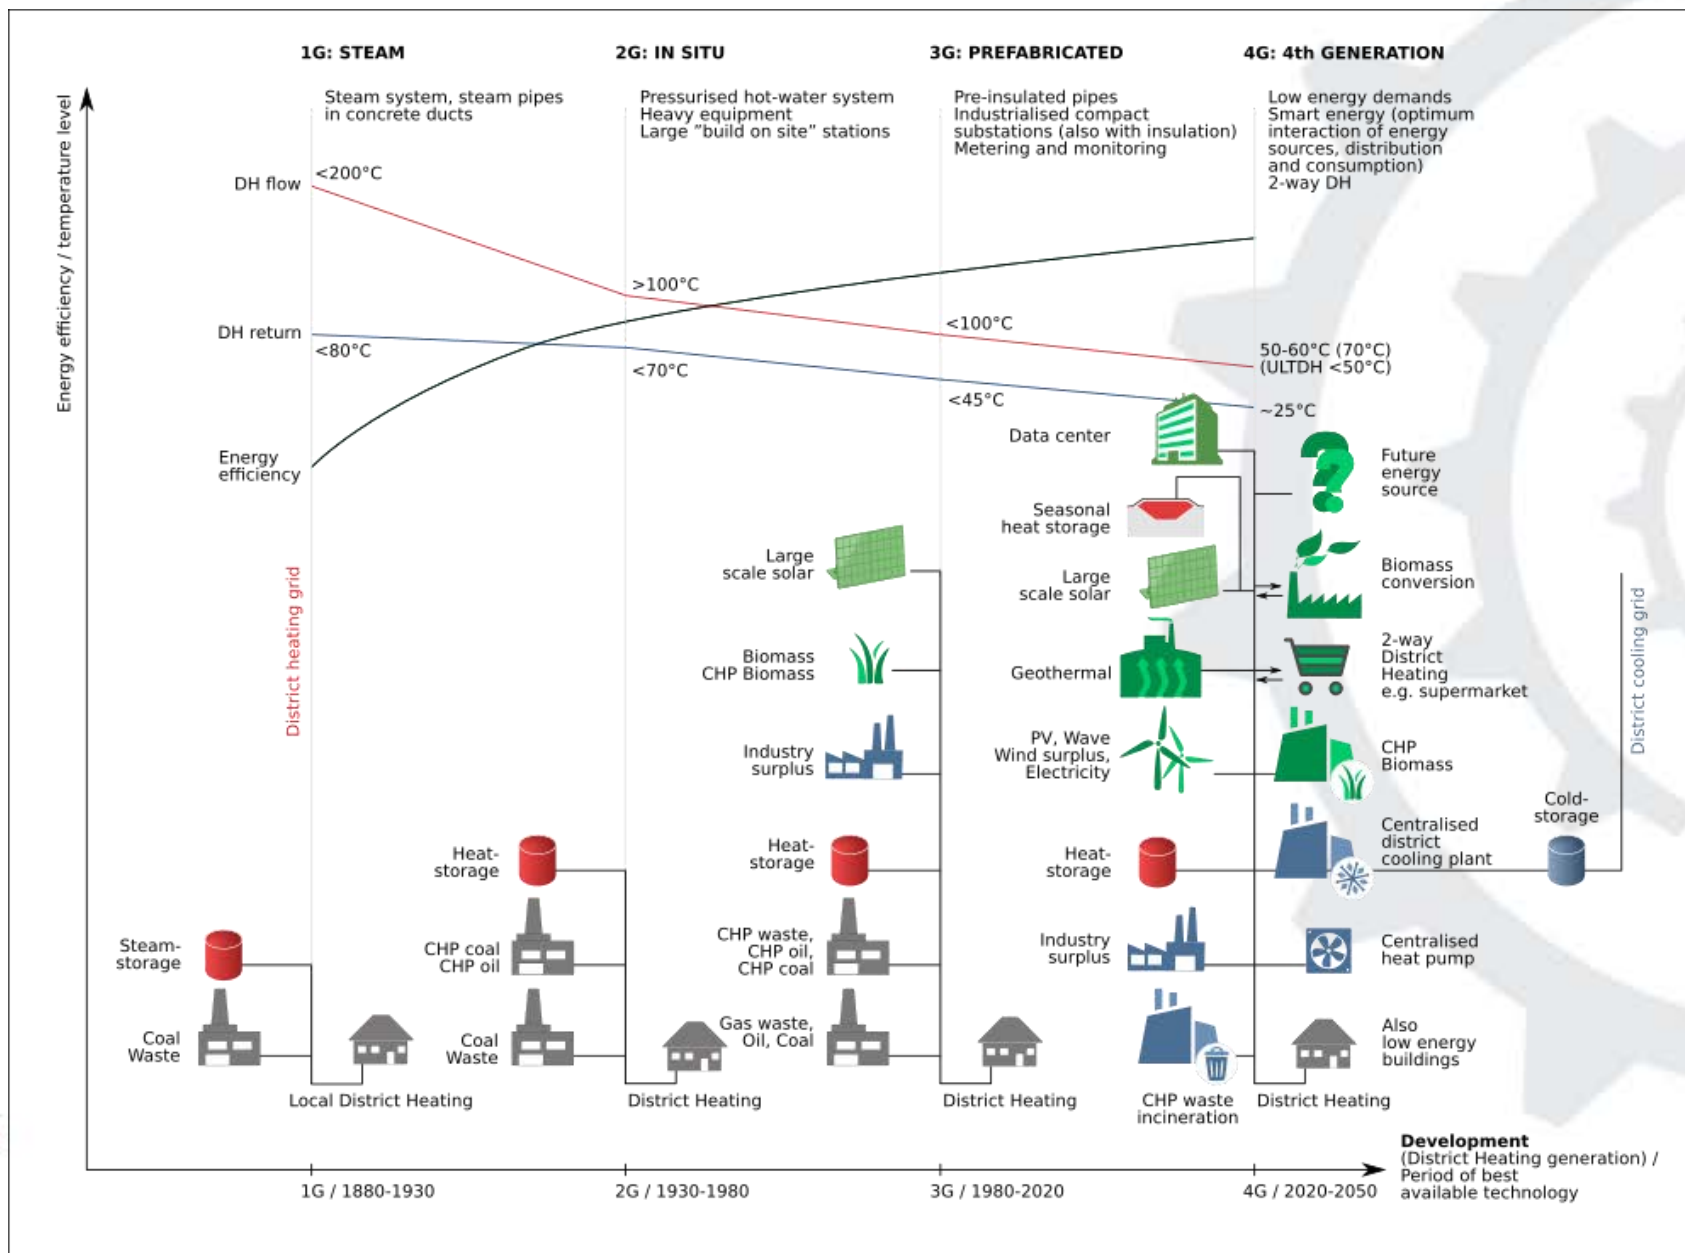 1G: STEAM
2G: IN SITU
3G: PREFABRICATED
4G: 4th GENERATION
Steam system, steam pipes
in concrete ducts
Pressurised hot-water system
Heavy equipment
Large ”build on site” stations
Pre-insulated pipes
Industrialised compact
substations (also with insulation)
Metering and monitoring
Low energy demands
Smart energy (optimum
interaction of energy
sources, distribution
and consumption)
2-way DH
Energy efficiency / temperature level
DH flow
<200°C
>100°C
<100°C
50-60°C (70°C)
(ULTDH <50°C)
DH return
<80°C
<70°C
<45°C
~25°C
Energy
efficiency
District heating grid
Steam-
storage
Coal
Waste
Local District Heating
Heat-
storage
CHP coal
CHP oil
Coal
Waste
District Heating
Large
scale solar
Biomass
CHP Biomass
Industry
surplus
Heat-
storage
CHP waste,
CHP oil,
CHP coal
Gas waste,
Oil, Coal
District Heating
Data center
Seasonal
heat storage
Large
scale solar
Geothermal
PV, Wave
Wind surplus,
Electricity
Heat-
storage
Industry
surplus
CHP waste
incineration
Future
energy
source
Biomass
conversion
2-way
District
Heating
e.g. supermarket
CHP
Biomass
Centralised
district
cooling plant
Centralised
heat pump
Also
low energy
buildings
District Heating
Cold-
storage
District cooling grid
Development
(District Heating generation) /
Period of best
available technology
1G / 1880-1930
2G / 1930-1980
3G / 1980-2020
4G / 2020-2050